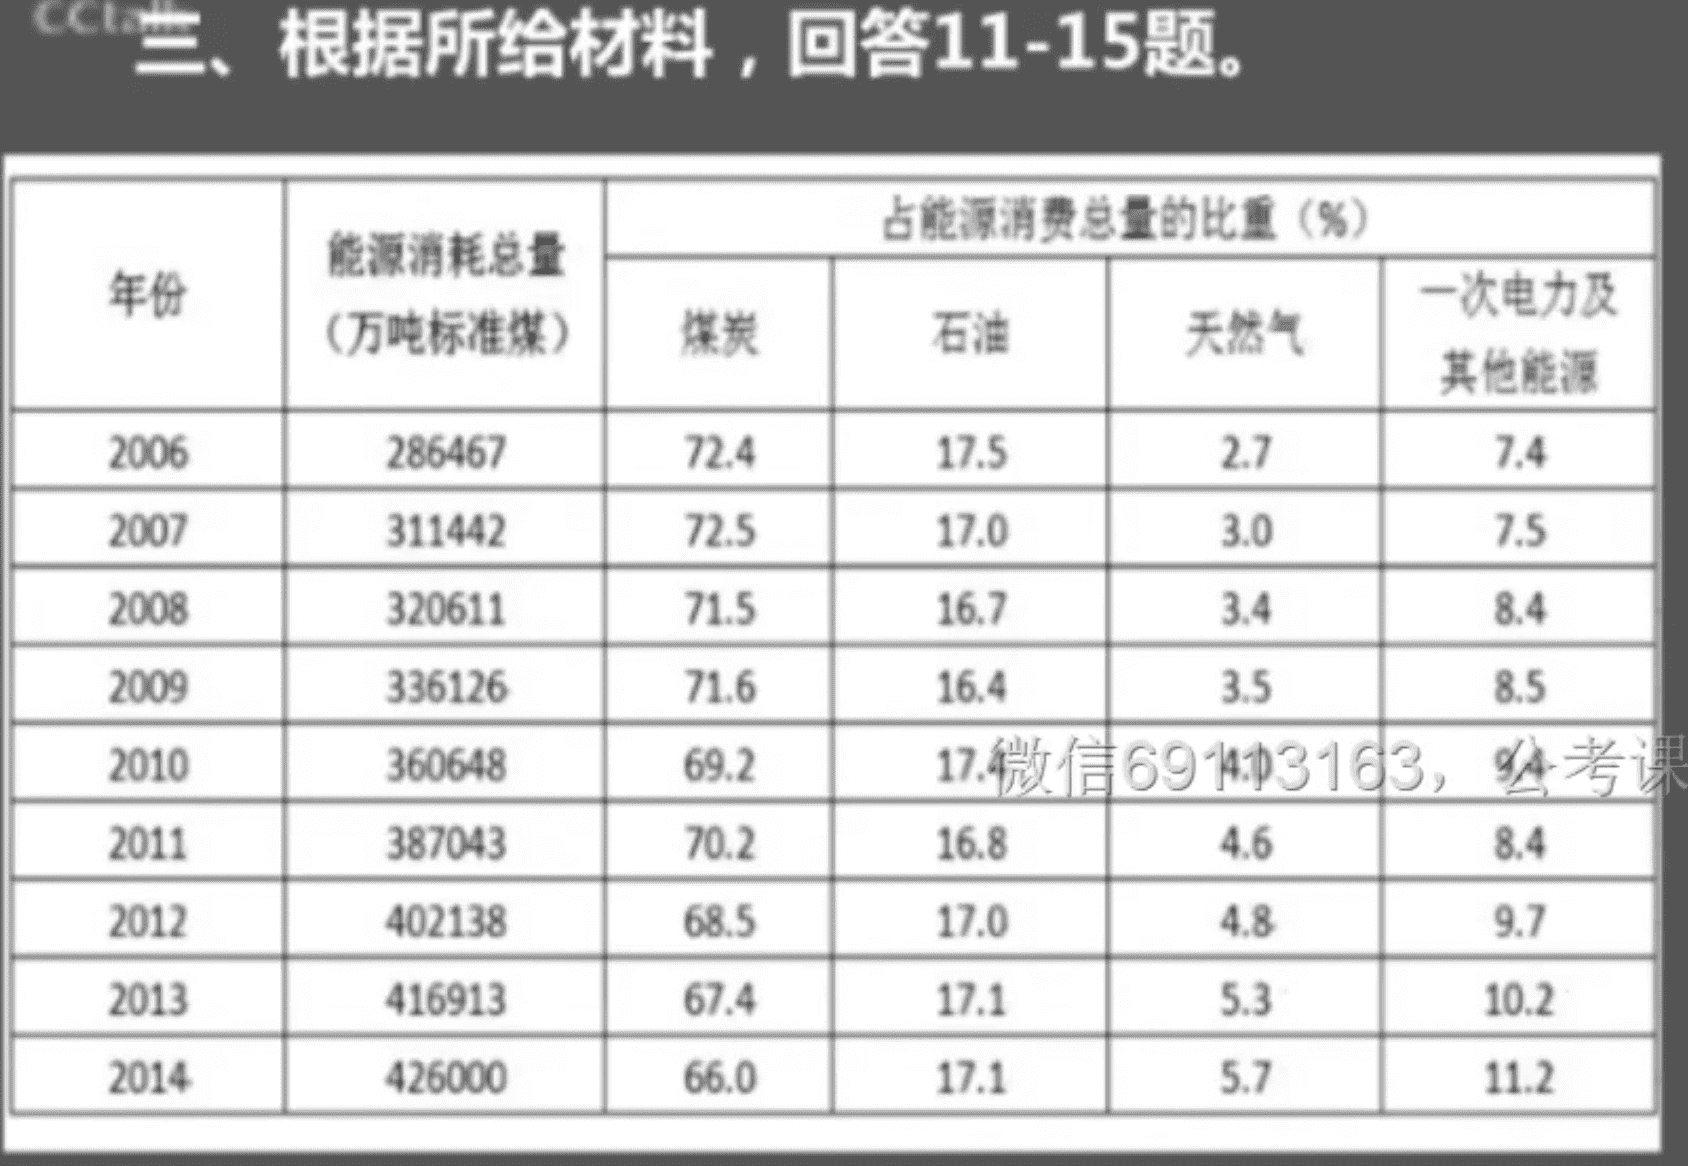 CCtalk
三、根据所给材料，回答11-15题。
年份 能源消耗总量（万吨标准煤） 占能源消费总量的比重（%）
煤炭 石油 天然气 一次电力及其他能源
2006 286467 72.4 17.5 2.7 7.4
2007 311442 72.5 17.0 3.0 7.5
2008 320611 71.5 16.7 3.4 8.4
2009 336126 71.6 16.4 3.5 8.5
2010 360648 69.2 17.4 4.0 9.4
微信69113163，公考课
2011 387043 70.2 16.8 4.6 8.4
2012 402138 68.5 17.0 4.8 9.7
2013 416913 67.4 17.1 5.3 10.2
2014 426000 66.0 17.1 5.7 11.2